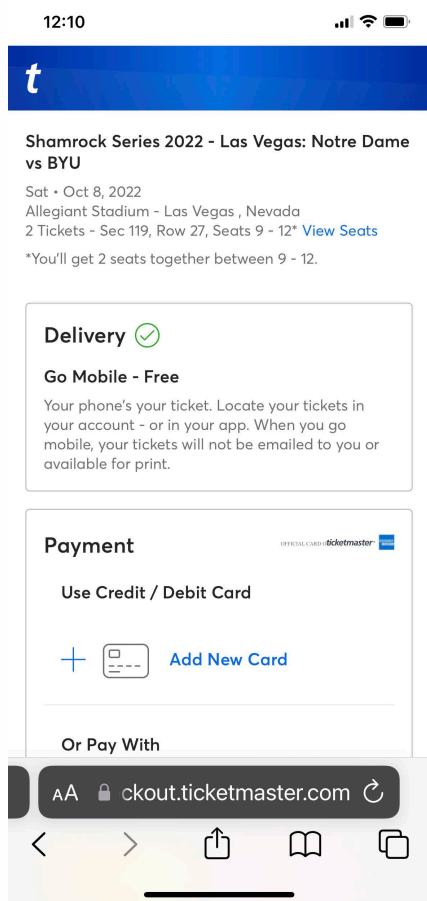 12:10
t
Shamrock Series 2022 - Las Vegas: Notre Dame
vs BYU
Sat • Oct 8, 2022
Allegiant Stadium - Las Vegas , Nevada
2 Tickets - Sec 119, Row 27, Seats 9 - 12* View Seats
*You'll get 2 seats together between 9 - 12.
Delivery
Go Mobile - Free
Your phone's your ticket. Locate your tickets in
your account - or in your app. When you go
mobile, your tickets will not be emailed to you or
available for print.
Payment
OFFICIAL CARD ticketmaster
Use Credit / Debit Card
Add New Card
Or Pay With
AA ckout.ticketmaster.com